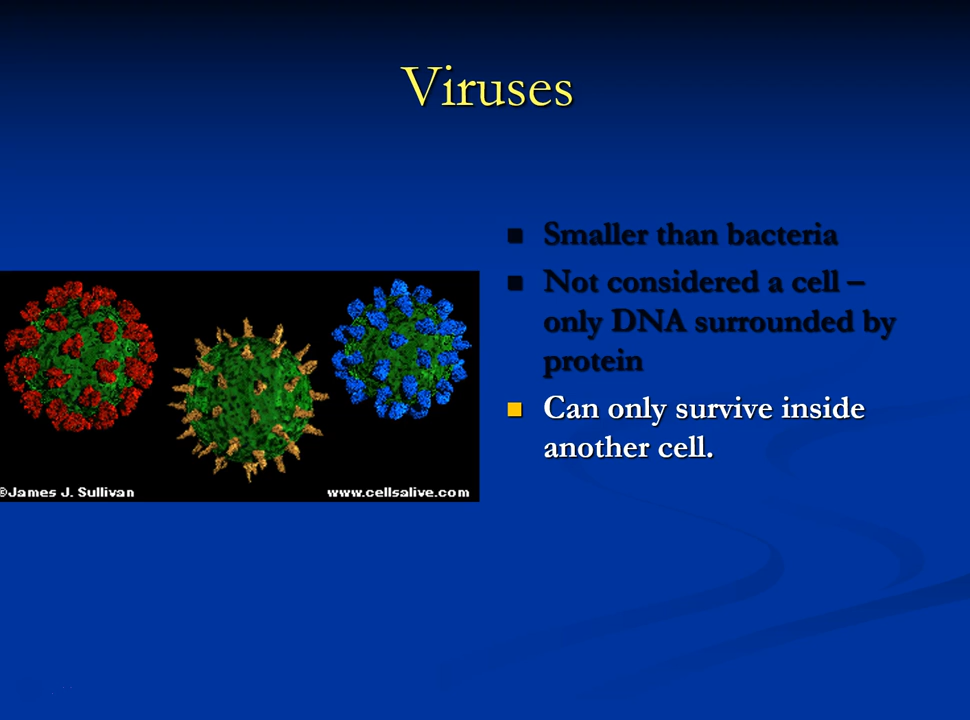 Viruses
Smaller than bacteria
Not considered a cell –
only DNA surrounded by
protein
Can only survive inside
another cell.
©James J. Sullivan
www.cellsalive.com